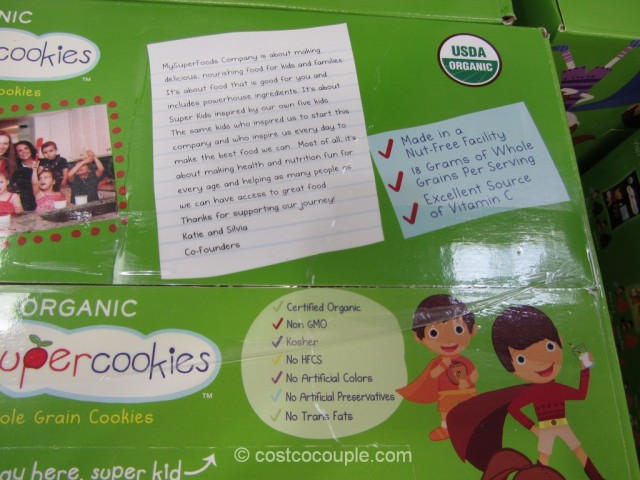 NIC
cookies
TM
ookies
MySuperFoods Company is about making
delicious, nourishing food for kids and families.
It's about food that is good for you and
includes powerhouse ingredients. It's about
Super Kids inspired by our own five kids.
The same kids who inspired us to start this
company and who inspire us every day to
make the best food we can. Most of all, it's
about making health and nutrition fun for
every age and helping as many people as
we can have access to great food.
Thanks for supporting our journey!
Katie and Silvia
Co-Founders
USDA
ORGANIC
Made in a
Nut-Free Facility
18 Grams of Whole
Grains Per Serving
Excellent Source
of Vitamin C
ORGANIC
upercookies
TM
ole Grain Cookies
ay here, super kid
Certified Organic
Non GMO
Kosher
No HFCS
No Artificial Colors
No Artificial Preservatives
No Trans Fats
© costcocouple.com